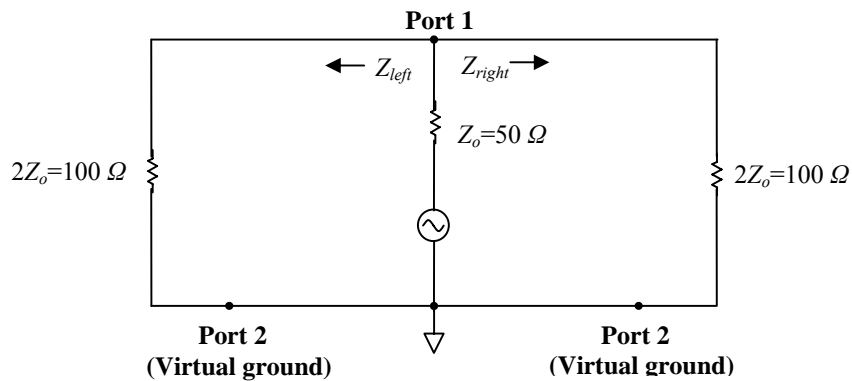 Port 1
Z_left
Z_right
Z_o=50 Ω
2Z_o=100 Ω
2Z_o=100 Ω
Port 2
(Virtual ground)
Port 2
(Virtual ground)